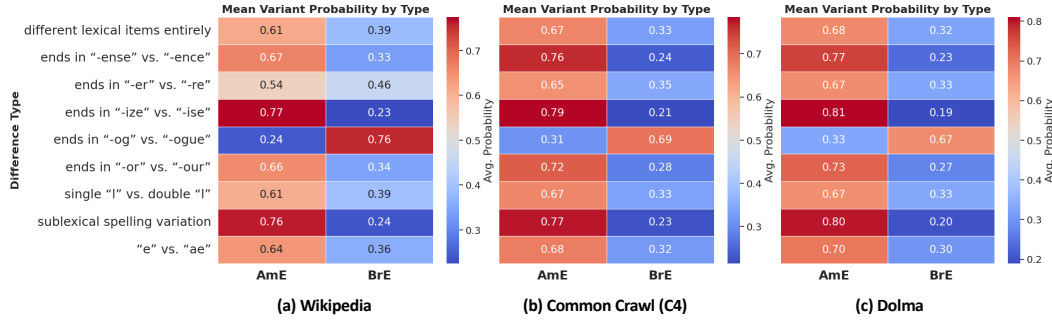 Mean Variant Probability by Type
Difference Type
different lexical items entirely 0.61 0.39
ends in “-ense” vs. “-ence” 0.67 0.33
ends in “-er” vs. “-re” 0.54 0.46
ends in “-ize” vs. “-ise” 0.77 0.23
ends in “-og” vs. “-ogue” 0.24 0.76
ends in “-or” vs. “-our” 0.66 0.34
single “l” vs. double “l” 0.61 0.39
sublexical spelling variation 0.76 0.24
“e” vs. “ae” 0.64 0.36
AmE BrE
0.7
0.6
0.5
0.4
0.3
Avg. Probability
(a) Wikipedia
Mean Variant Probability by Type
0.67 0.33
0.76 0.24
0.65 0.35
0.79 0.21
0.31 0.69
0.72 0.28
0.67 0.33
0.77 0.23
0.68 0.32
AmE BrE
0.7
0.6
0.5
0.4
0.3
Avg. Probability
(b) Common Crawl (C4)
Mean Variant Probability by Type
0.68 0.32
0.77 0.23
0.67 0.33
0.81 0.19
0.33 0.67
0.73 0.27
0.67 0.33
0.80 0.20
0.70 0.30
AmE BrE
0.8
0.7
0.6
0.5
0.4
0.3
0.2
Avg. Probability
(c) Dolma